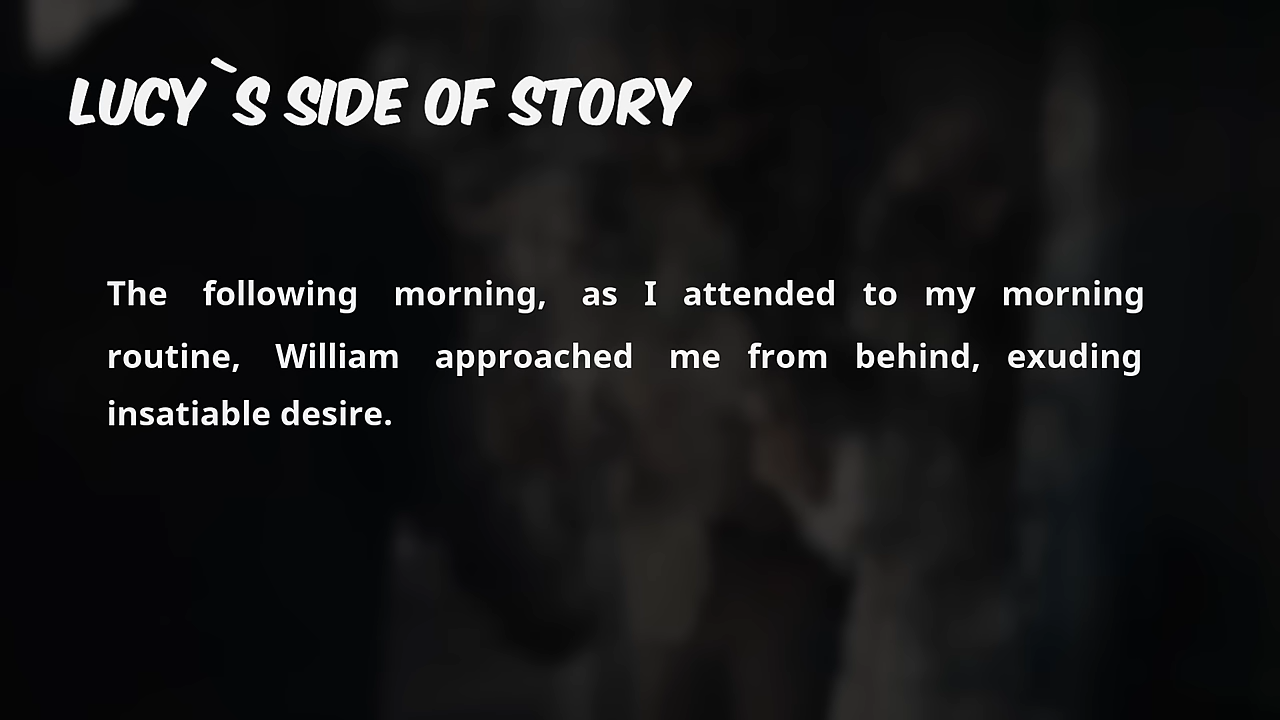 LUCY`S SIDE OF STORY
The following morning, as I attended to my morning
routine, William approached me from behind, exuding
insatiable desire.